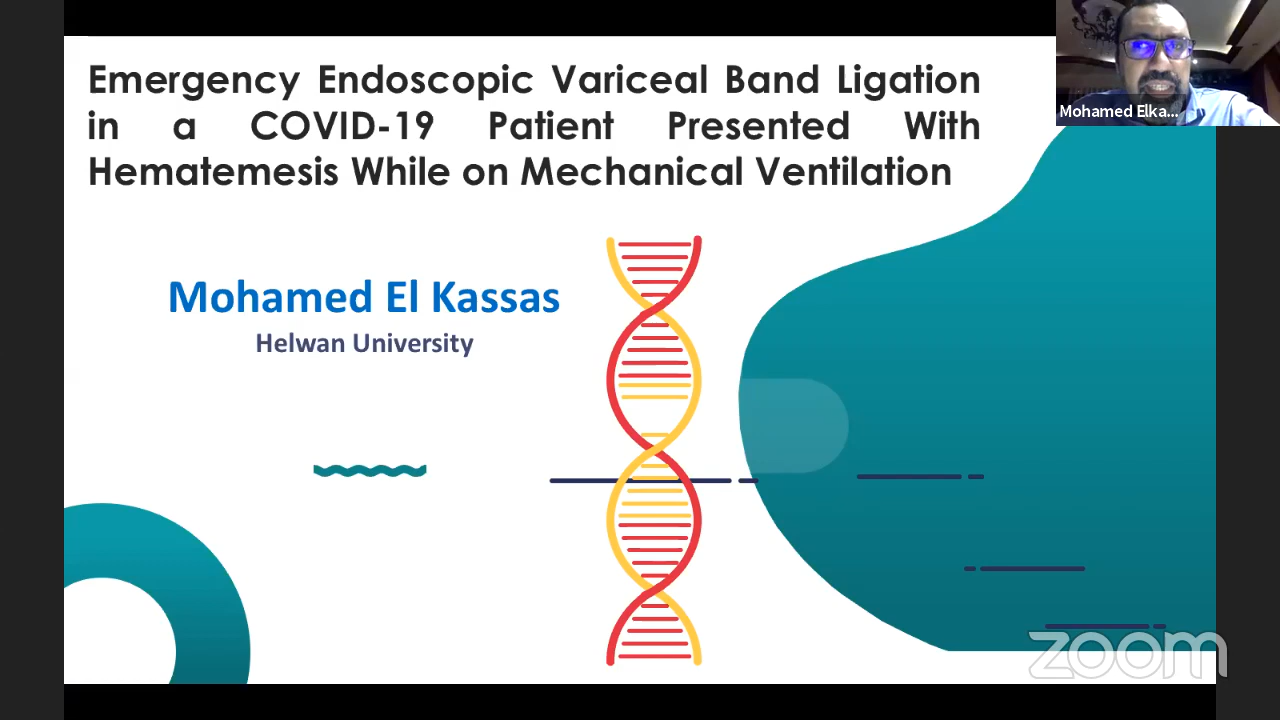 Emergency Endoscopic Variceal Band Ligation
in a COVID-19 Patient Presented With
Hematemesis While on Mechanical Ventilation
Mohamed Elka...
Mohamed El Kassas
Helwan University
zoom